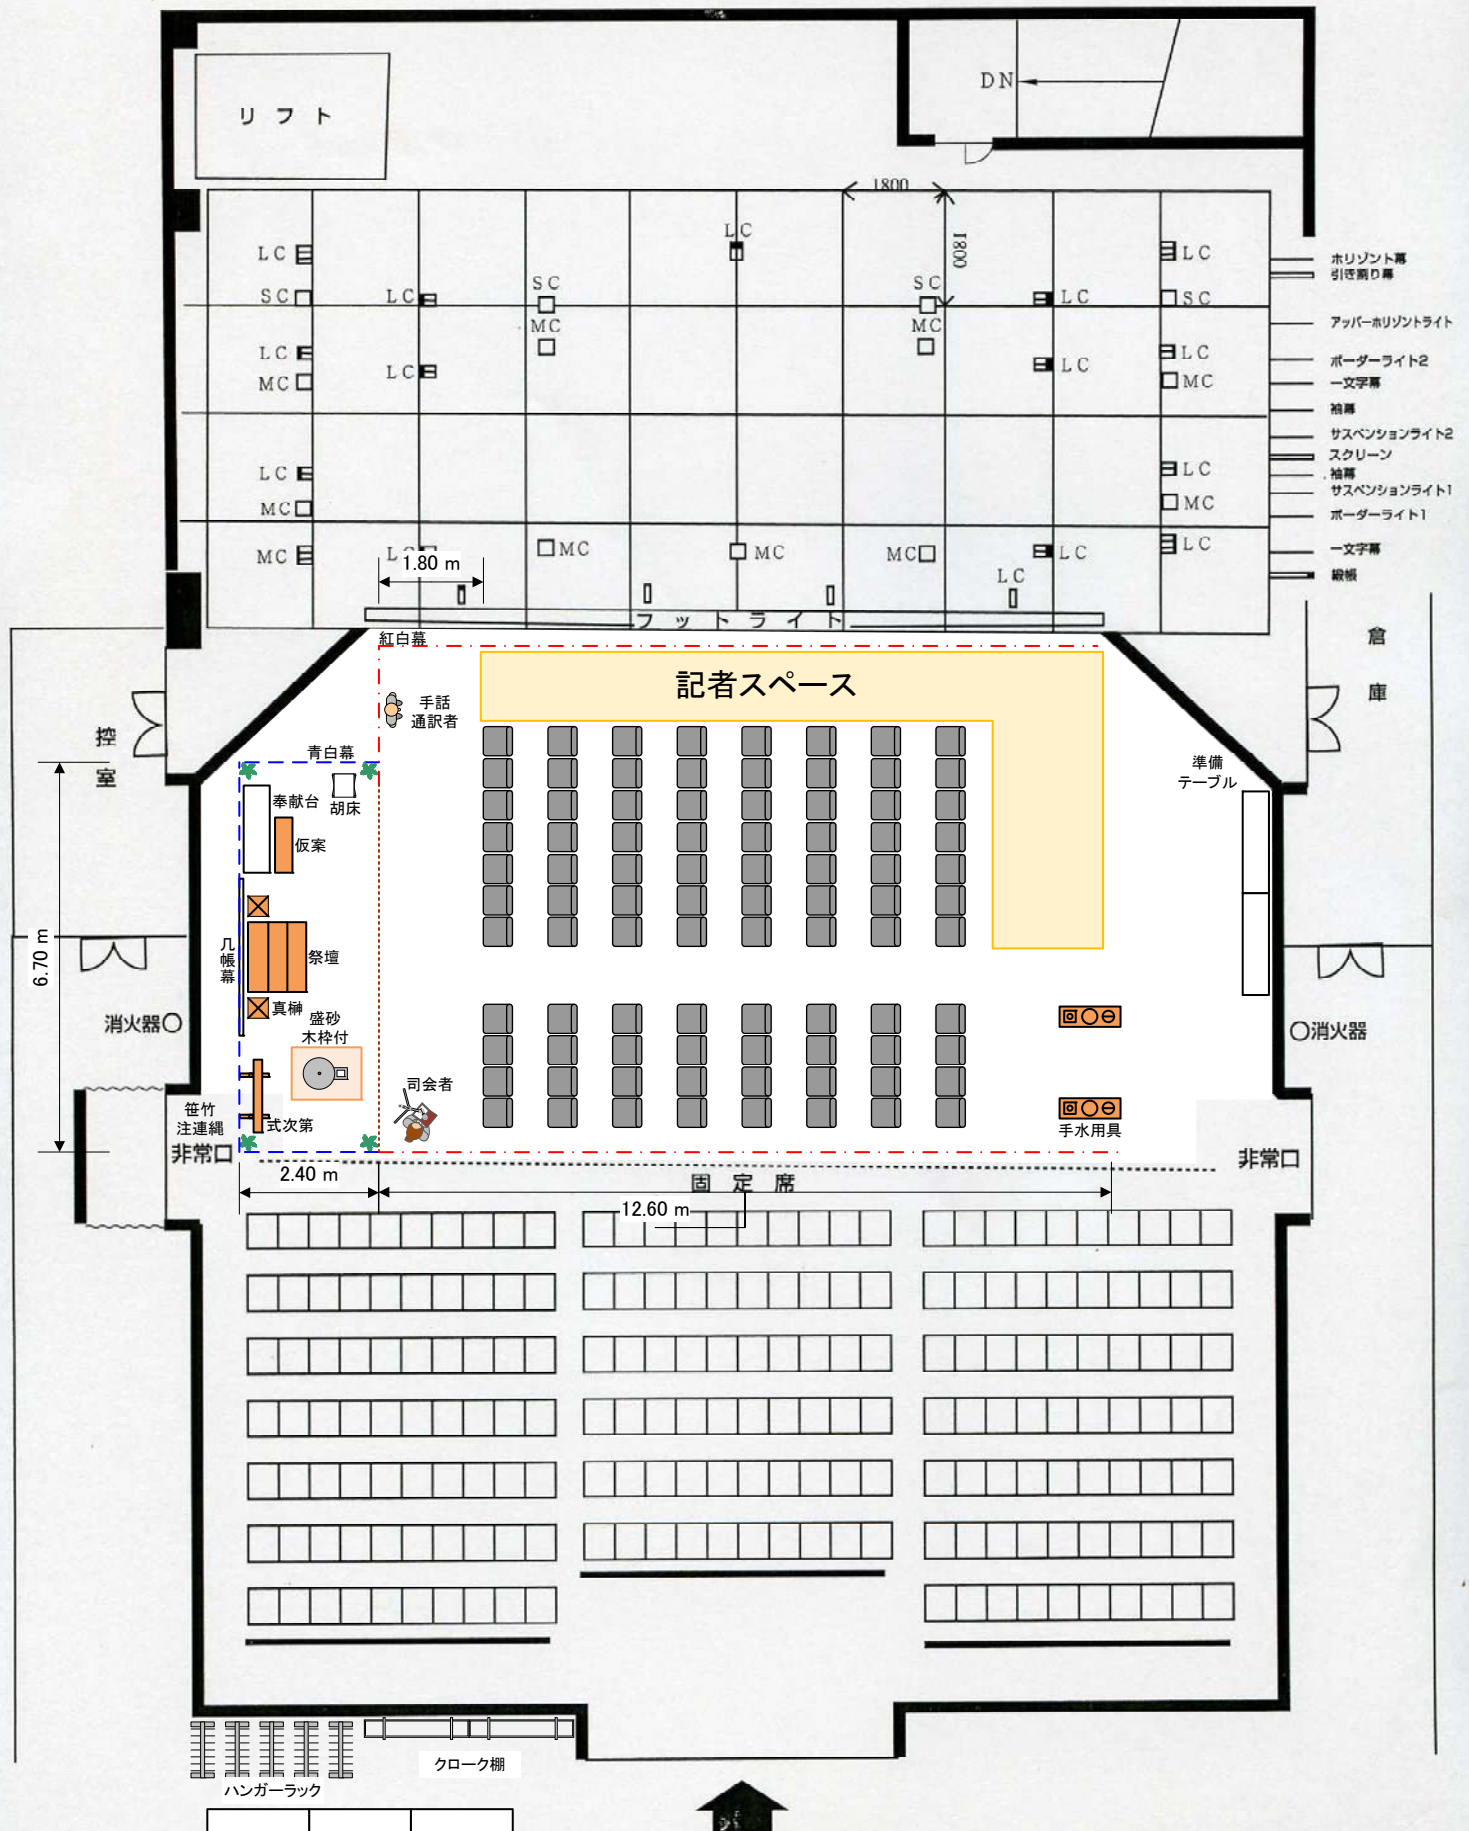 リフト
DN
1800
1800
LC
LC
LC
SC
LC
SC
SC
LC
SC
MC
MC
LC
LC
MC
LC
LC
LC
MC
LC
MC
LC
MC
MC
LC
MC
MC
MC
LC
LC
LC
ホリゾント幕
引き割り幕
アッパーホリゾントライト
ボーダーライト2
一文字幕
袖幕
サスペンションライト2
スクリーン
袖幕
サスペンションライト1
ボーダーライト1
一文字幕
緞帳
1.80 m
フットライト
紅白幕
記者スペース
手話
通訳者
倉庫
控室
青白幕
胡床
奉献台
仮案
準備
テーブル
6.70 m
几帳幕
祭壇
真榊
盛砂
木枠付
消火器
消火器
司会者
笹竹
注連縄
式次第
手水用具
非常口
非常口
2.40 m
固定席
12.60 m
クローク棚
ハンガーラック